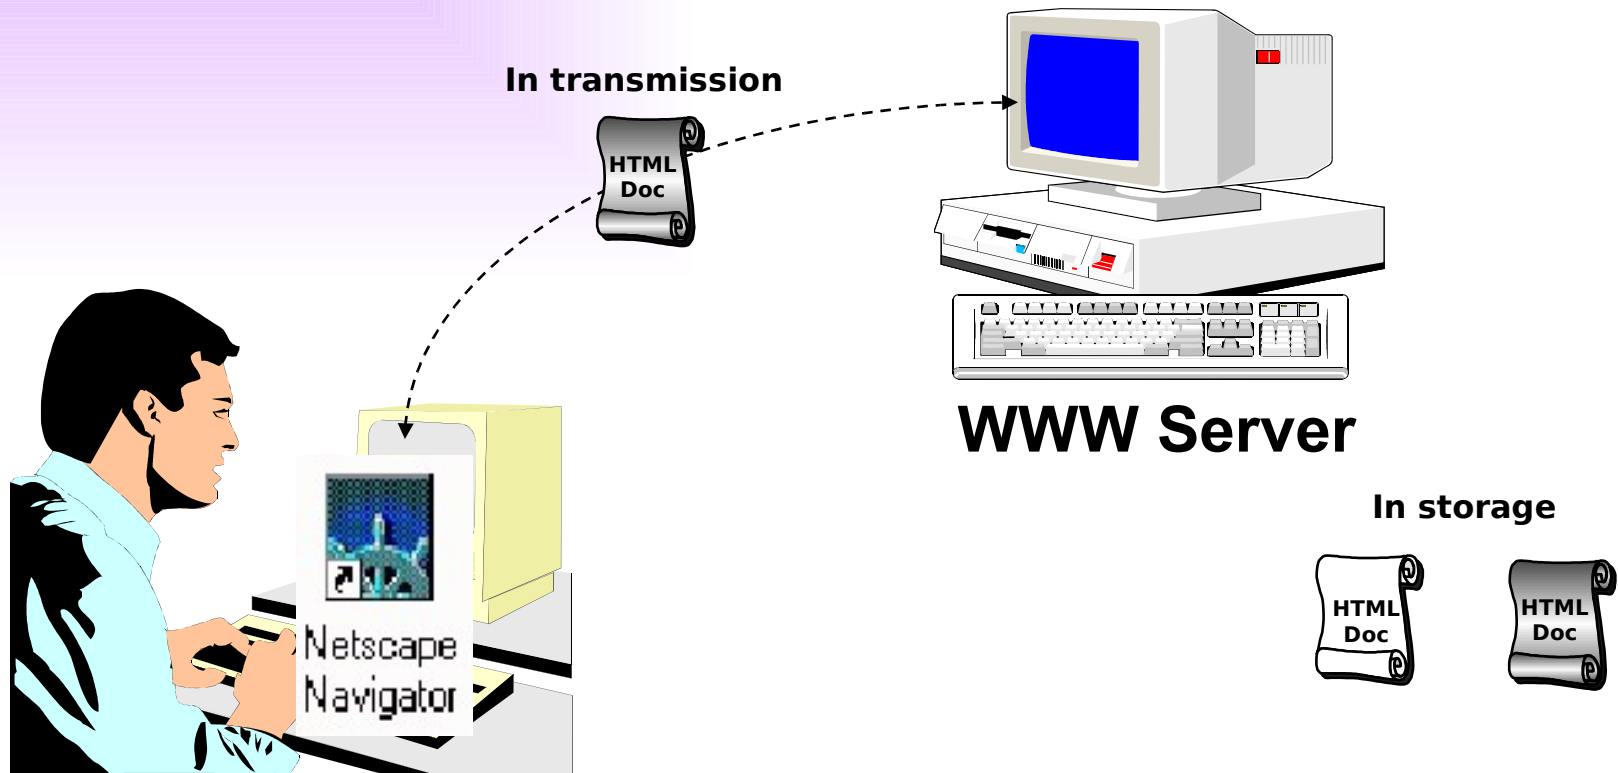 In transmission
HTML
Doc
WWW Server
In storage
HTML
Doc
HTML
Doc
Netscape
Navigator